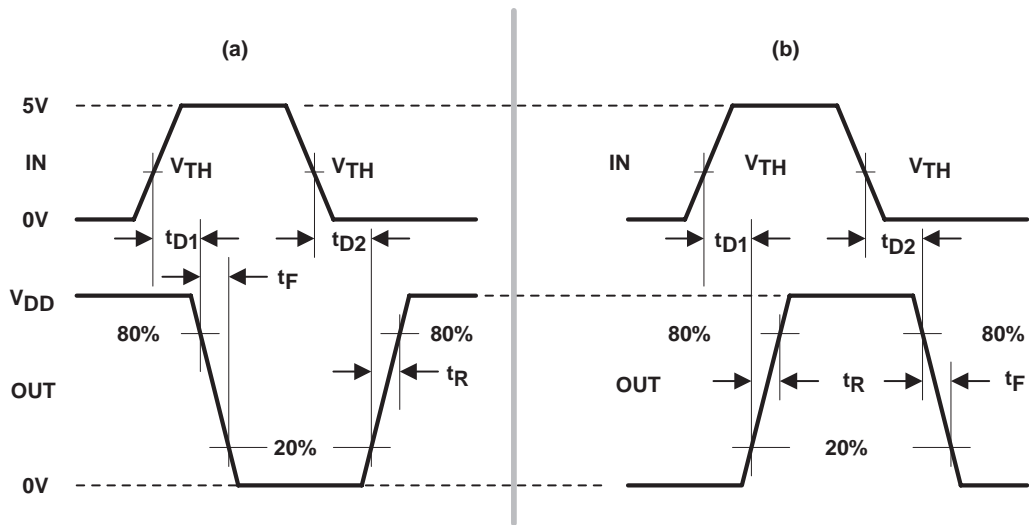 (a) (b)
5V
IN VTH VTH IN VTH VTH
0V
tD1 tD2 tD1 tD2
tF
VDD
80% 80% 80% 80%
tR tR tF
OUT OUT
20% 20%
0V